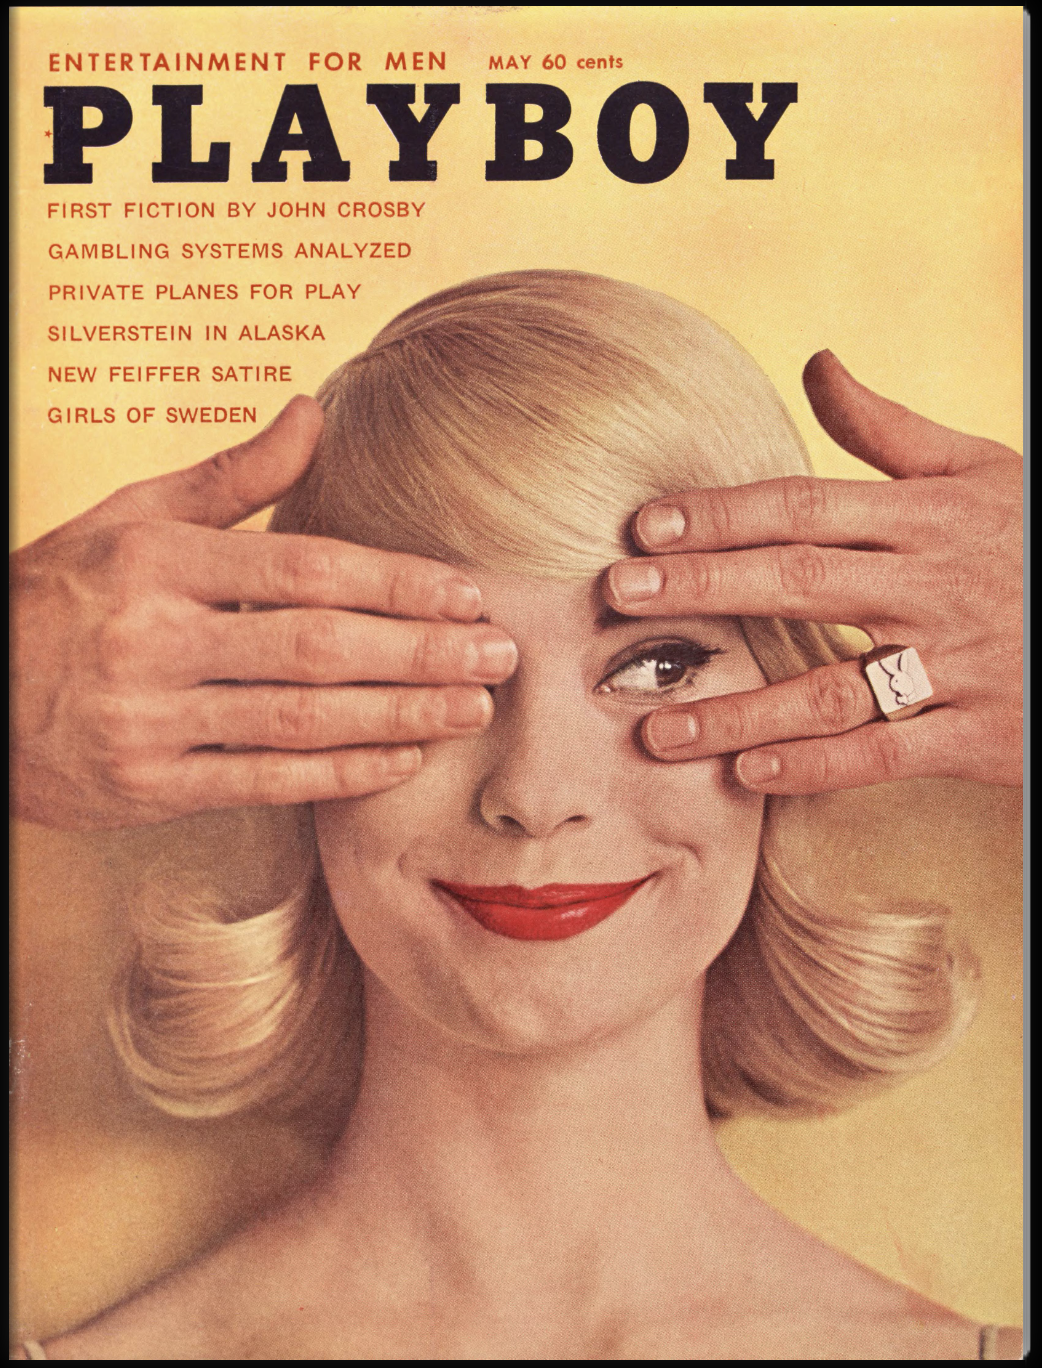 ENTERTAINMENT FOR MEN MAY 60 cents
PLAYBOY
FIRST FICTION BY JOHN CROSBY
GAMBLING SYSTEMS ANALYZED
PRIVATE PLANES FOR PLAY
SILVERSTEIN IN ALASKA
NEW FEIFFER SATIRE
GIRLS OF SWEDEN